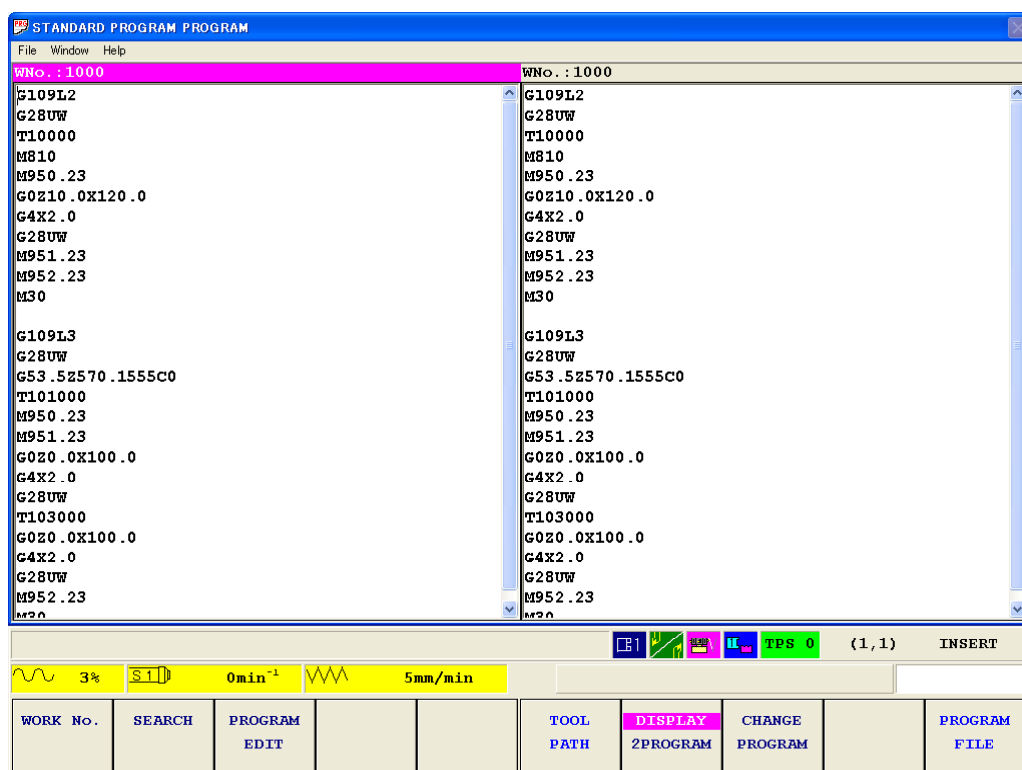 PRG STANDARD PROGRAM PROGRAM
File Window Help
WNo.:1000
G109L2
G28UW
T10000
M810
M950.23
G0Z10.0X120.0
G4X2.0
G28UW
M951.23
M952.23
M30
G109L3
G28UW
G53.5Z570.1555C0
T101000
M950.23
M951.23
G0Z0.0X100.0
G4X2.0
G28UW
T103000
G0Z0.0X100.0
G4X2.0
G28UW
M952.23
M30
WNo.:1000
G109L2
G28UW
T10000
M810
M950.23
G0Z10.0X120.0
G4X2.0
G28UW
M951.23
M952.23
M30
G109L3
G28UW
G53.5Z570.1555C0
T101000
M950.23
M951.23
G0Z0.0X100.0
G4X2.0
G28UW
T103000
G0Z0.0X100.0
G4X2.0
G28UW
M952.23
M30
1 TPS 0 (1,1) INSERT
3% S1 0min⁻¹ 5mm/min
WORK No.
SEARCH
PROGRAM
EDIT
TOOL
PATH
DISPLAY
2PROGRAM
CHANGE
PROGRAM
PROGRAM
FILE